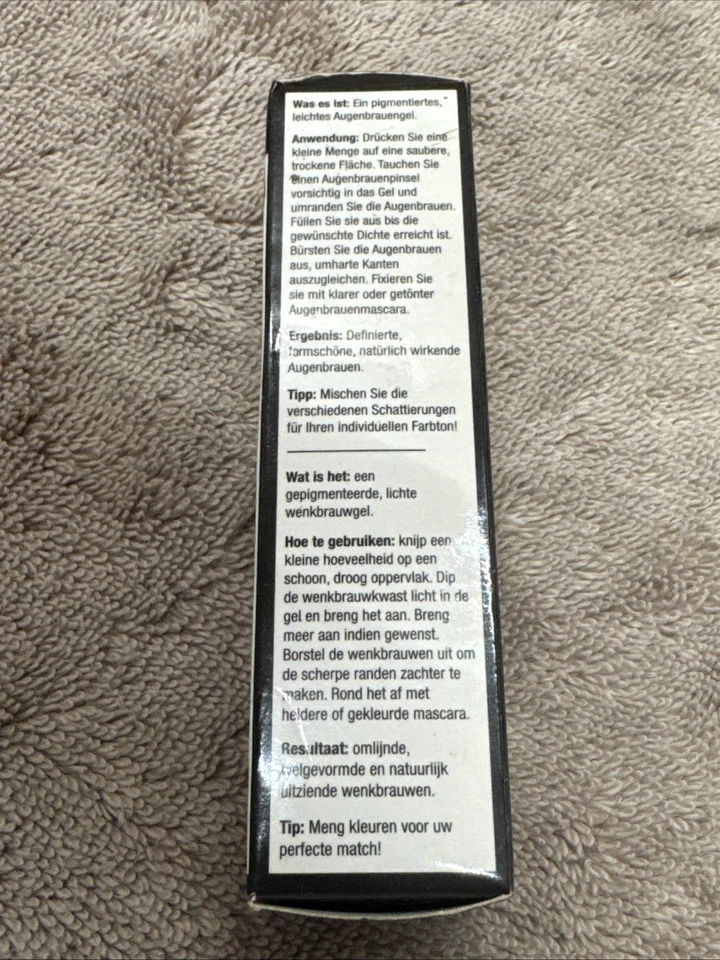 Was es ist: Ein pigmentiertes,
leichtes Augenbrauengel.
Anwendung: Drücken Sie eine
kleine Menge auf eine saubere,
trockene Fläche. Tauchen Sie
einen Augenbrauenpinsel
vorsichtig in das Gel und
umranden Sie die Augenbrauen.
Füllen Sie sie aus bis die
gewünschte Dichte erreicht ist.
Bürsten Sie die Augenbrauen
aus, umharte Kanten
auszugleichen. Fixieren Sie
sie mit klarer oder getönter
Augenbrauenmascara.
Ergebnis: Definierte,
formschöne, natürlich wirkende
Augenbrauen.
Tipp: Mischen Sie die
verschiedenen Schattierungen
für Ihren individuellen Farbton!
Wat is het: een
gepigmenteerde, lichte
wenkbrauwgel.
Hoe te gebruiken: knijp een
kleine hoeveelheid op een
schoon, droog oppervlak. Dip
de wenkbrauwkwast licht in de
gel en breng het aan. Breng
meer aan indien gewenst.
Borstel de wenkbrauwen uit om
de scherpe randen zachter te
maken. Rond het af met
heldere of gekleurde mascara.
Resultaat: omlijnde,
welgevormde en natuurlijk
uitziende wenkbrauwen.
Tip: Meng kleuren voor uw
perfecte match!